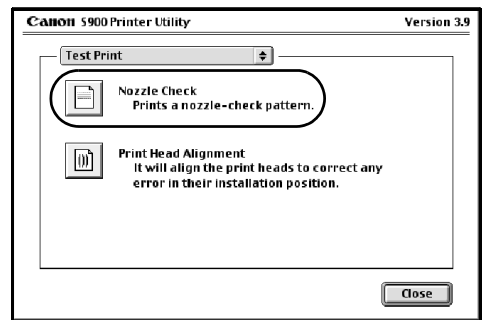 Canon S900 Printer Utility
Version 3.9
Test Print
Nozzle Check
Prints a nozzle-check pattern.
Print Head Alignment
It will align the print heads to correct any
error in their installation position.
Close